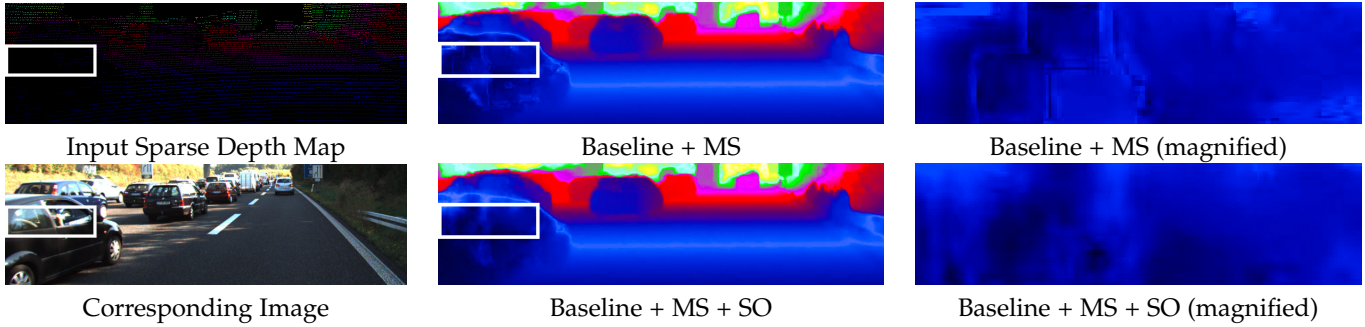 Input Sparse Depth Map
Baseline + MS
Baseline + MS (magnified)
Corresponding Image
Baseline + MS + SO
Baseline + MS + SO (magnified)